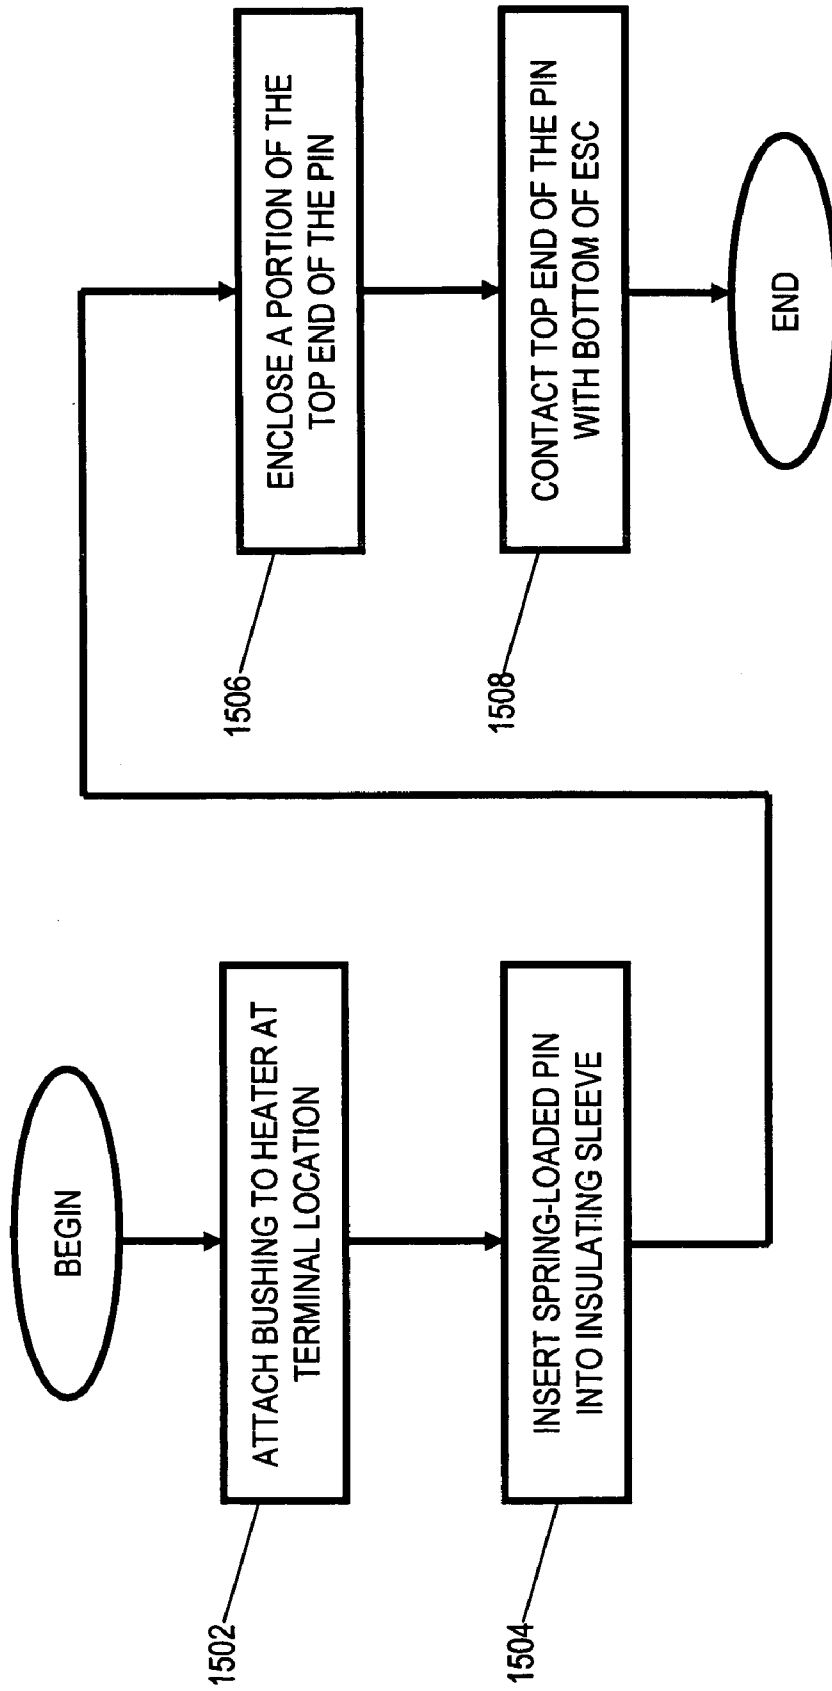 BEGIN
1502
ATTACH BUSHING TO HEATER AT
TERMINAL LOCATION
1504
INSERT SPRING-LOADED PIN
INTO INSULATING SLEEVE
1506
ENCLOSE A PORTION OF THE
TOP END OF THE PIN
1508
CONTACT TOP END OF THE PIN
WITH BOTTOM OF ESC
END